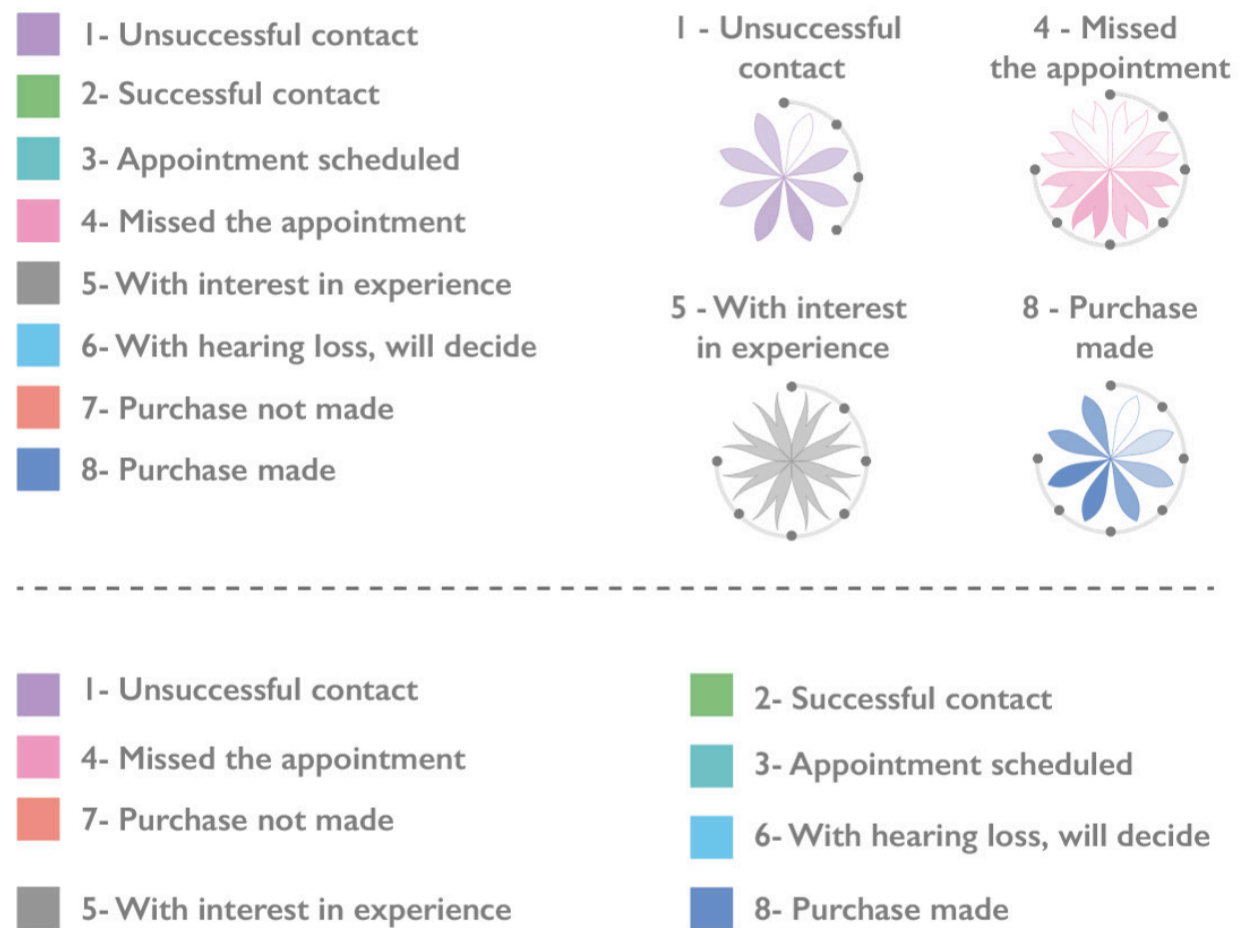 1- Unsuccessful contact
2- Successful contact
3- Appointment scheduled
4- Missed the appointment
5- With interest in experience
6- With hearing loss, will decide
7- Purchase not made
8- Purchase made
1 - Unsuccessful
contact
4 - Missed
the appointment
5 - With interest
in experience
8 - Purchase
made
1- Unsuccessful contact
4- Missed the appointment
7- Purchase not made
5- With interest in experience
2- Successful contact
3- Appointment scheduled
6- With hearing loss, will decide
8- Purchase made